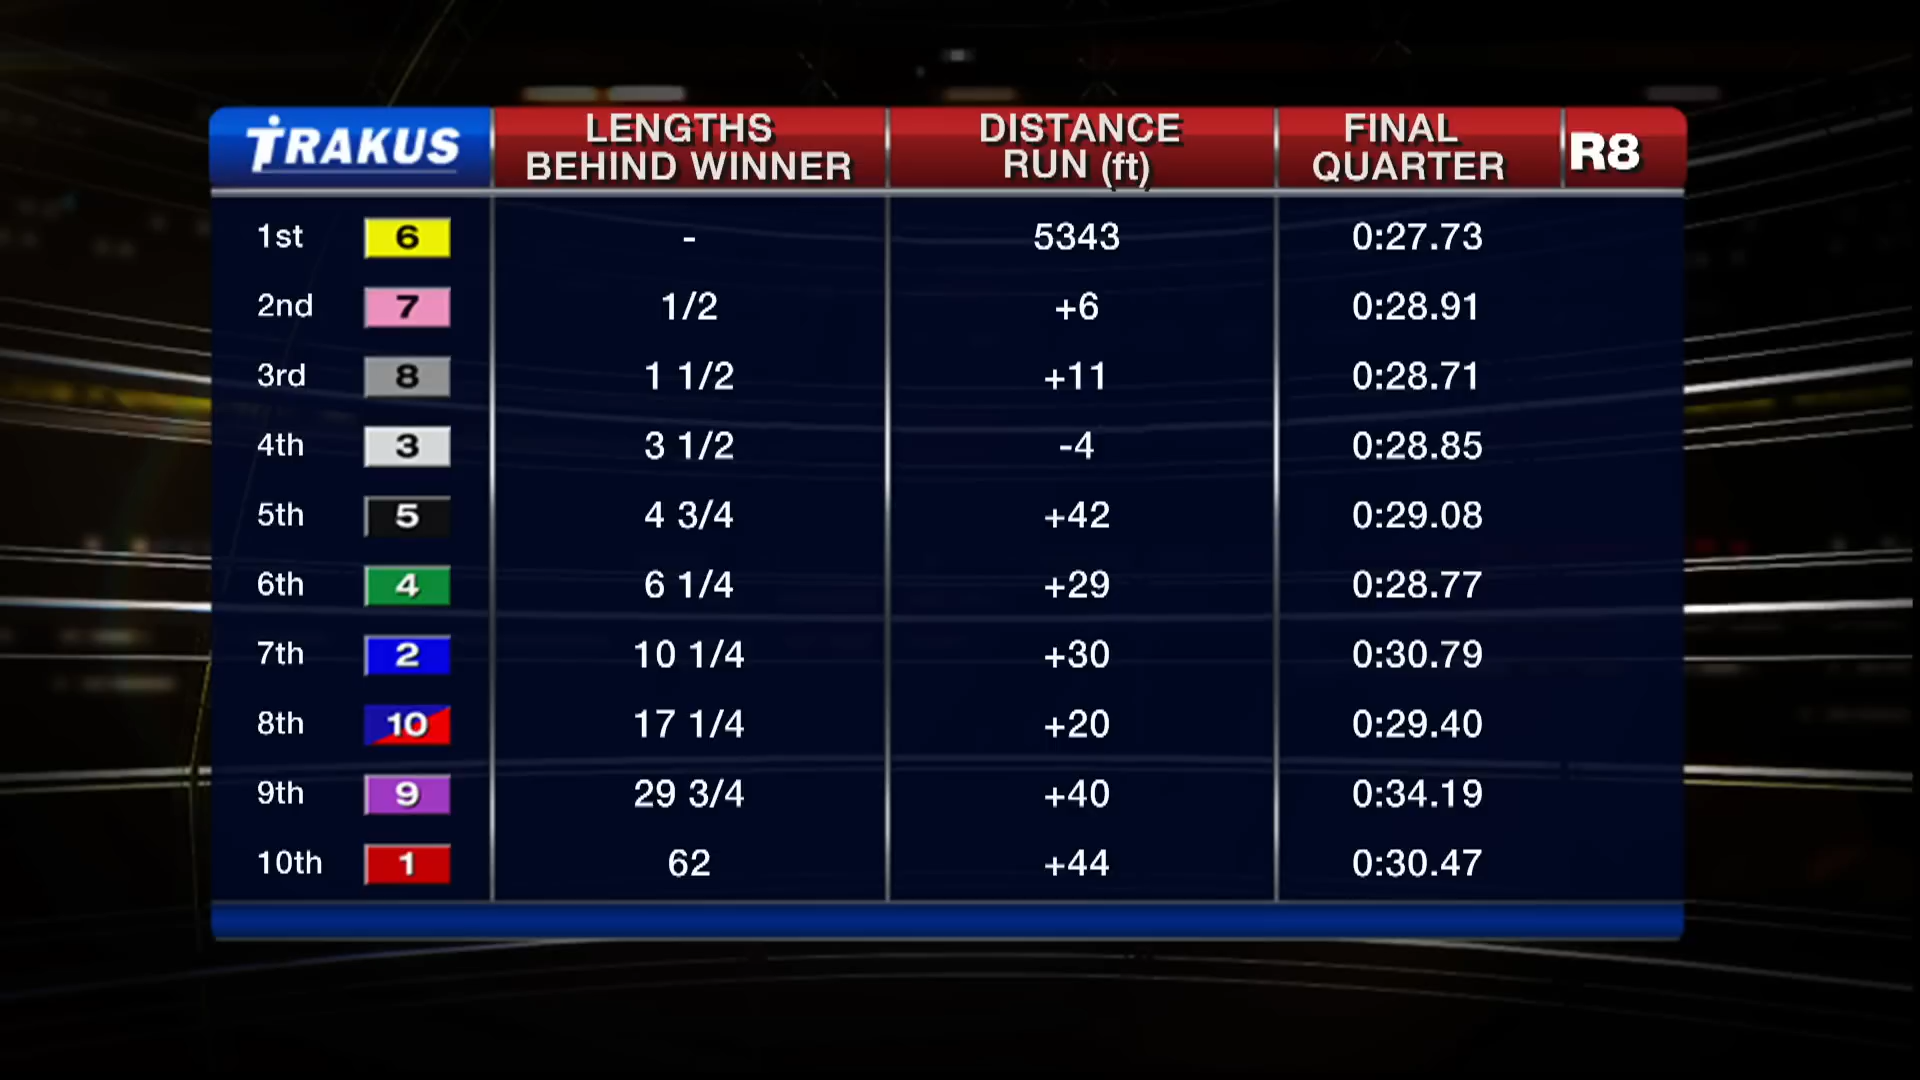 TRAKUS LENGTHS BEHIND WINNER DISTANCE RUN (ft) FINAL QUARTER R8
1st 6 - 5343 0:27.73
2nd 7 1/2 +6 0:28.91
3rd 8 1 1/2 +11 0:28.71
4th 3 3 1/2 -4 0:28.85
5th 5 4 3/4 +42 0:29.08
6th 4 6 1/4 +29 0:28.77
7th 2 10 1/4 +30 0:30.79
8th 10 17 1/4 +20 0:29.40
9th 9 29 3/4 +40 0:34.19
10th 1 62 +44 0:30.47